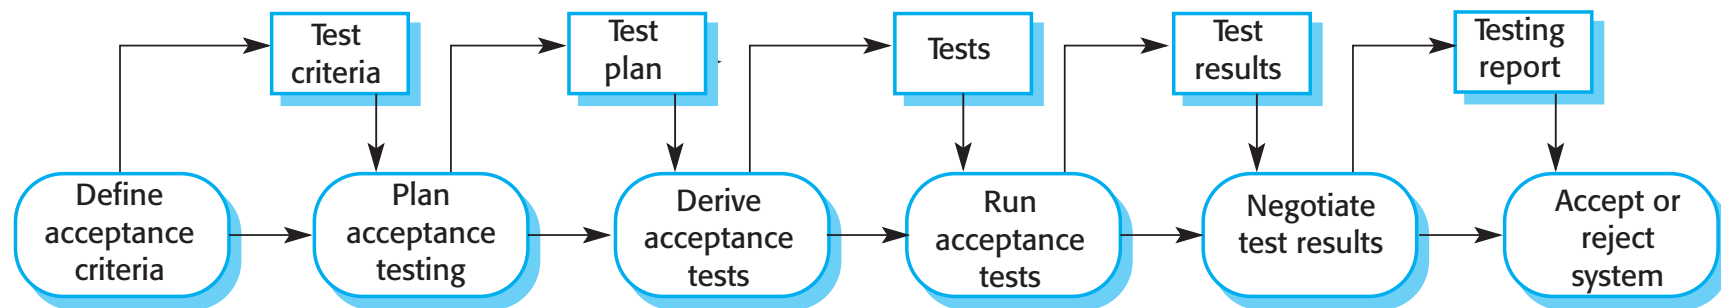 Test
criteria
Test
plan
Tests
Test
results
Testing
report
Define
acceptance
criteria
Plan
acceptance
testing
Derive
acceptance
tests
Run
acceptance
tests
Negotiate
test results
Accept or
reject
system